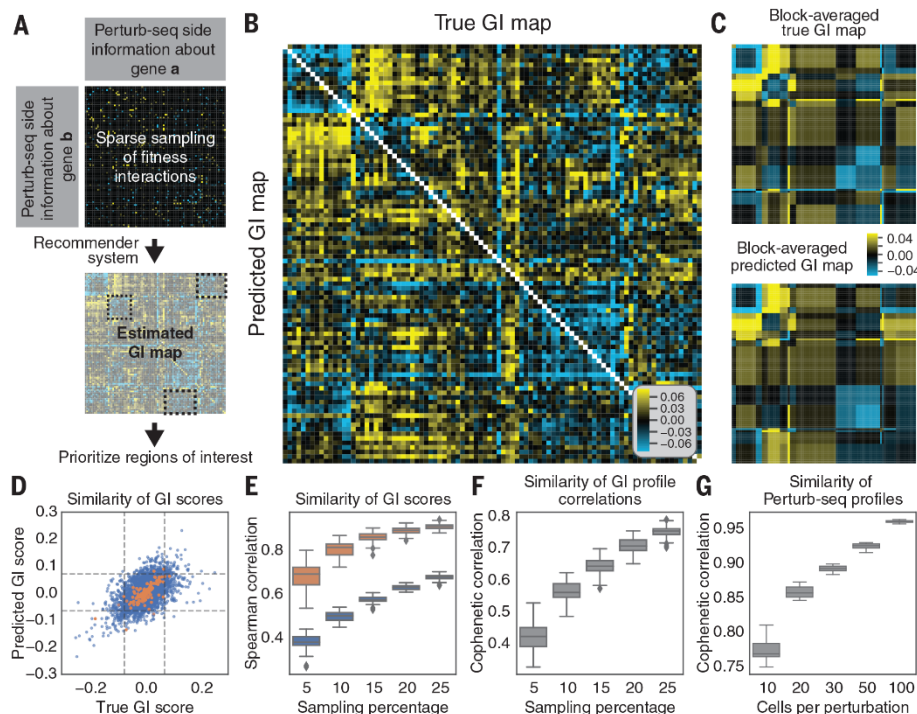 A
Perturb-seq side
information about
gene a
Perturb-seq side
information about
gene b
Sparse sampling
of fitness
interactions
Recommender
system
Estimated
GI map
Prioritize regions of interest
B
True GI map
Predicted GI map
0.06
0.03
0.00
−0.03
−0.06
C
Block-averaged
true GI map
Block-averaged
predicted GI map
0.04
0.00
−0.04
D
Similarity of GI scores
Predicted GI score
0.3
0.2
0.1
0.0
−0.1
−0.2
−0.3
−0.2
0.0
0.2
True GI score
E
Similarity of GI scores
Spearman correlation
0.8
0.6
0.4
5 10 15 20 25
Sampling percentage
F
Similarity of GI profile
correlations
Cophenetic correlation
0.8
0.7
0.6
0.5
0.4
5 10 15 20 25
Sampling percentage
G
Similarity of
Perturb-seq profiles
Cophenetic correlation
0.95
0.90
0.85
0.80
0.75
10 20 30 50 100
Cells per perturbation